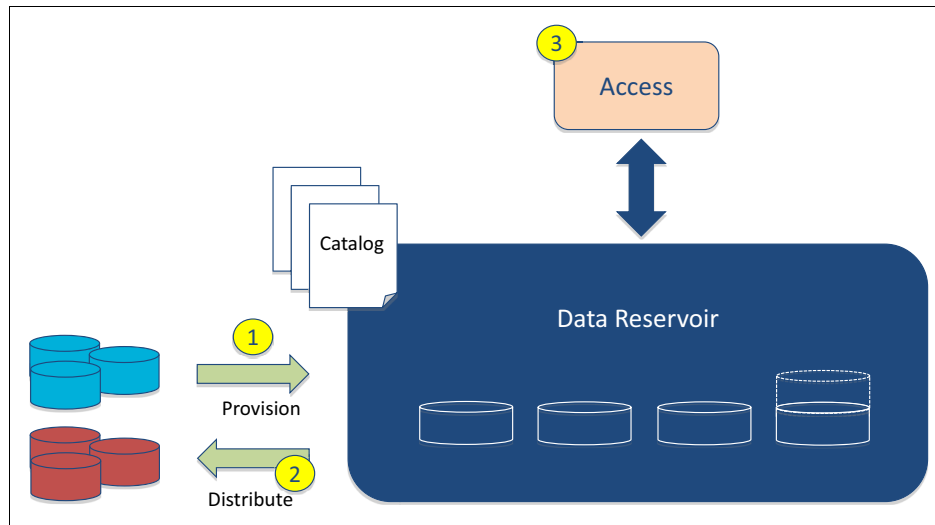 3
Access
Catalog
Data Reservoir
1
Provision
2
Distribute